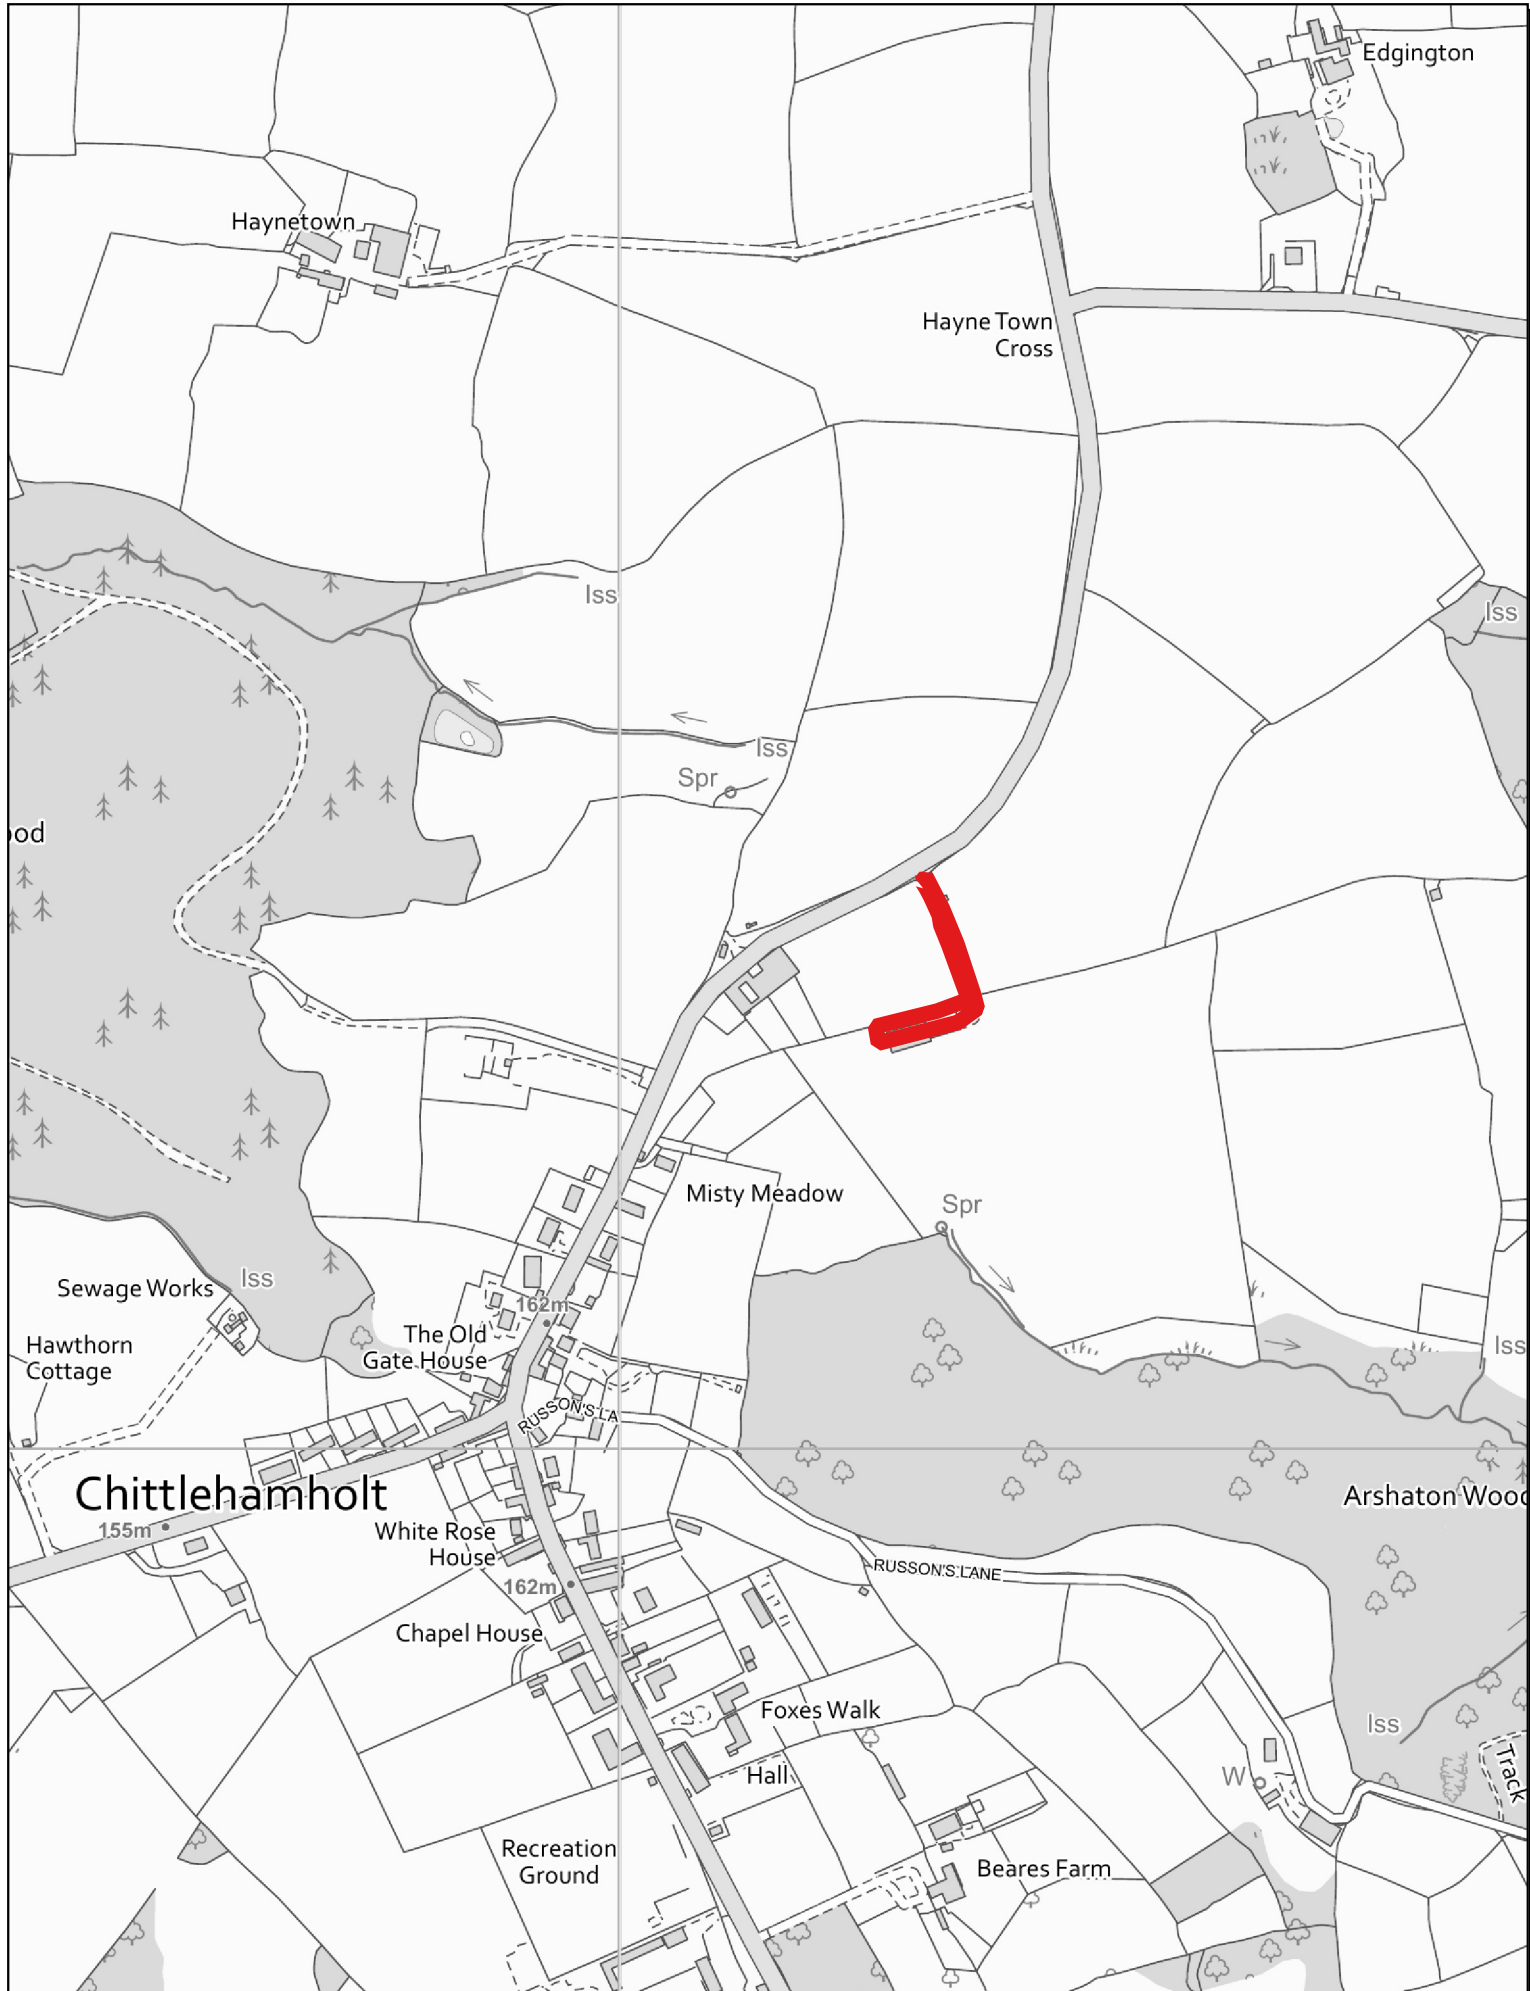 Edgington
Haynetown
Hayne Town
Cross
Iss
Iss
Iss
Spr
ood
Misty Meadow
Spr
Sewage Works
Iss
162m
The Old
Gate House
Hawthorn
Cottage
Iss
RUSSON'S LA
Chittlehamholt
Arshaton Wood
155m
White Rose
House
RUSSON'S LANE
162m
Chapel House
Foxes Walk
Iss
Hall
W
Track
Recreation
Ground
Beares Farm